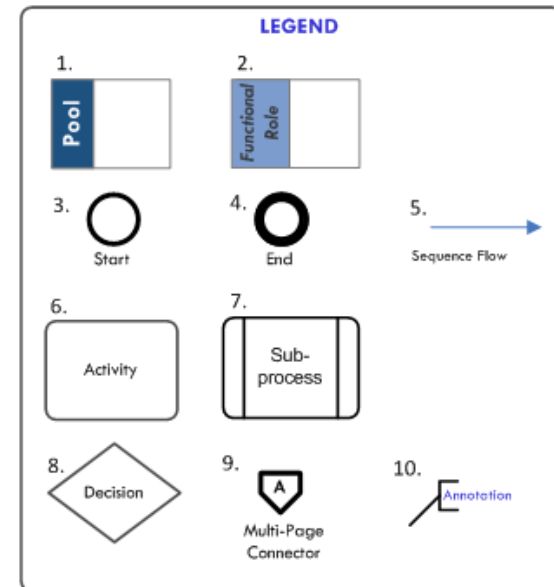 LEGEND
1.
2.
Pool
Functional
Role
3.
4.
5.
Start
End
Sequence Flow
6.
7.
Activity
Sub-
process
8.
9.
10.
Decision
A
Annotation
Multi-Page
Connector